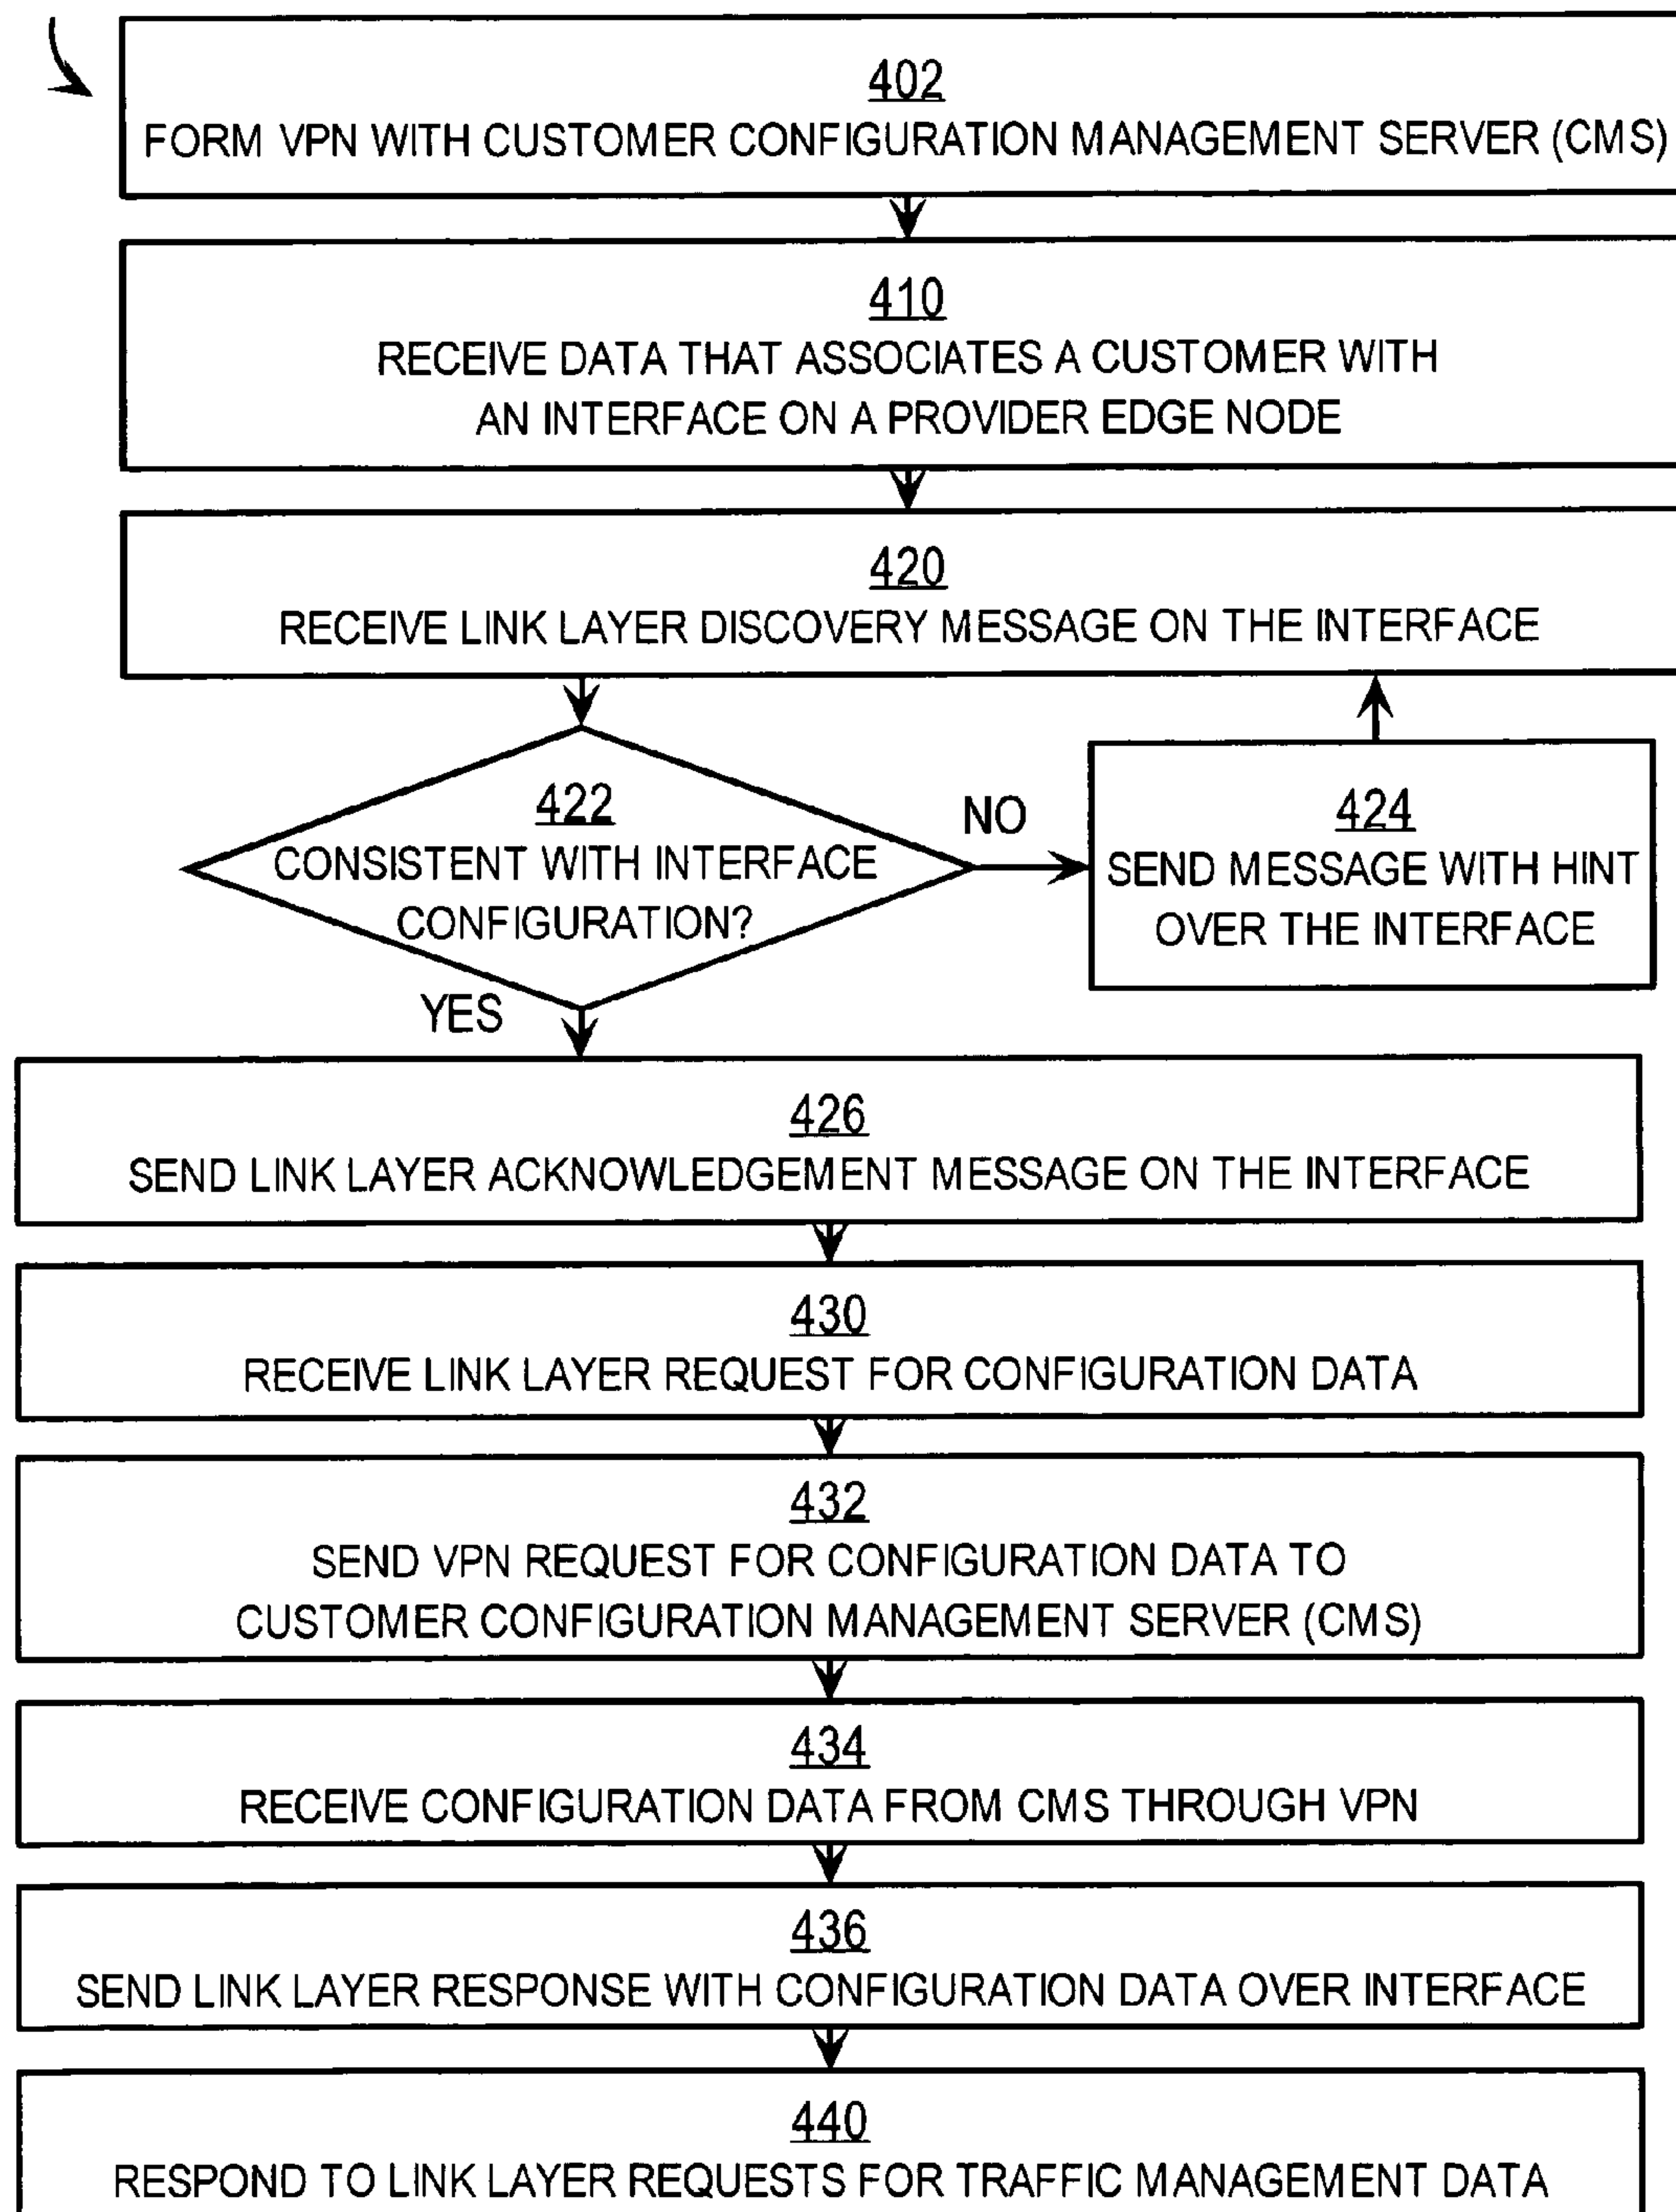 402
FORM VPN WITH CUSTOMER CONFIGURATION MANAGEMENT SERVER (CMS)
410
RECEIVE DATA THAT ASSOCIATES A CUSTOMER WITH
AN INTERFACE ON A PROVIDER EDGE NODE
420
RECEIVE LINK LAYER DISCOVERY MESSAGE ON THE INTERFACE
422
CONSISTENT WITH INTERFACE
CONFIGURATION?
NO
424
SEND MESSAGE WITH HINT
OVER THE INTERFACE
YES
426
SEND LINK LAYER ACKNOWLEDGEMENT MESSAGE ON THE INTERFACE
430
RECEIVE LINK LAYER REQUEST FOR CONFIGURATION DATA
432
SEND VPN REQUEST FOR CONFIGURATION DATA TO
CUSTOMER CONFIGURATION MANAGEMENT SERVER (CMS)
434
RECEIVE CONFIGURATION DATA FROM CMS THROUGH VPN
436
SEND LINK LAYER RESPONSE WITH CONFIGURATION DATA OVER INTERFACE
440
RESPOND TO LINK LAYER REQUESTS FOR TRAFFIC MANAGEMENT DATA